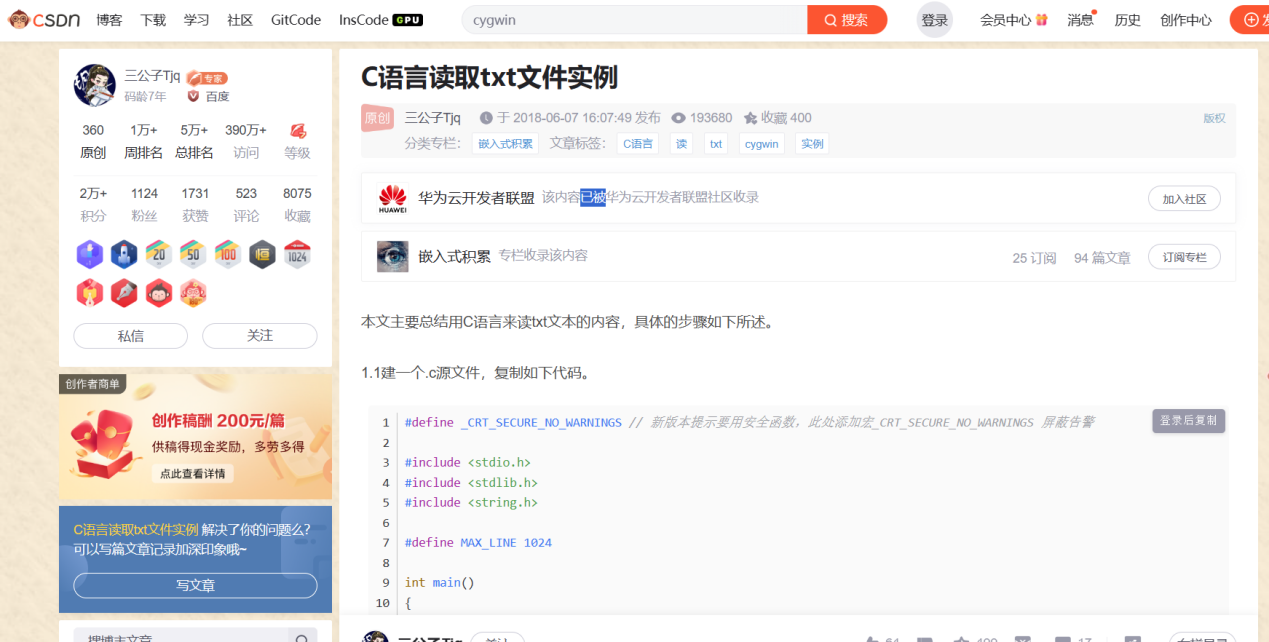 CSDN 博客 下载 学习 社区 GitCode InsCode GPU cygwin 搜索 登录 会员中心 消息 历史 创作中心
三公子Tjq 专家
码龄7年 百度
360 1万+ 5万+ 390万+
原创 周排名 总排名 访问 等级
2万+ 1124 1731 523 8075
积分 粉丝 获赞 评论 收藏
20 50 100 1024
私信 关注
创作者商单
创作稿酬 200元/篇
供稿得现金奖励，多劳多得
点此查看详情
C语言读取txt文件实例 解决了你的问题么?
可以写篇文章记录加深印象哦~
写文章
C语言读取txt文件实例
原创 三公子Tjq 于 2018-06-07 16:07:49 发布 193680 收藏 400 版权
分类专栏： 嵌入式积累 文章标签： C语言 读 txt cygwin 实例
HUAWEI 华为云开发者联盟 该内容已被华为云开发者联盟社区收录 加入社区
嵌入式积累 专栏收录该内容 25 订阅 94 篇文章 订阅专栏
本文主要总结用C语言来读txt文本的内容，具体的步骤如下所述。
1.1建一个.c源文件，复制如下代码。
登录后复制
1 #define _CRT_SECURE_NO_WARNINGS // 新版本提示要用安全函数，此处添加宏_CRT_SECURE_NO_WARNINGS 屏蔽告警
2
3 #include <stdio.h>
4 #include <stdlib.h>
5 #include <string.h>
6
7 #define MAX_LINE 1024
8
9 int main()
10 {